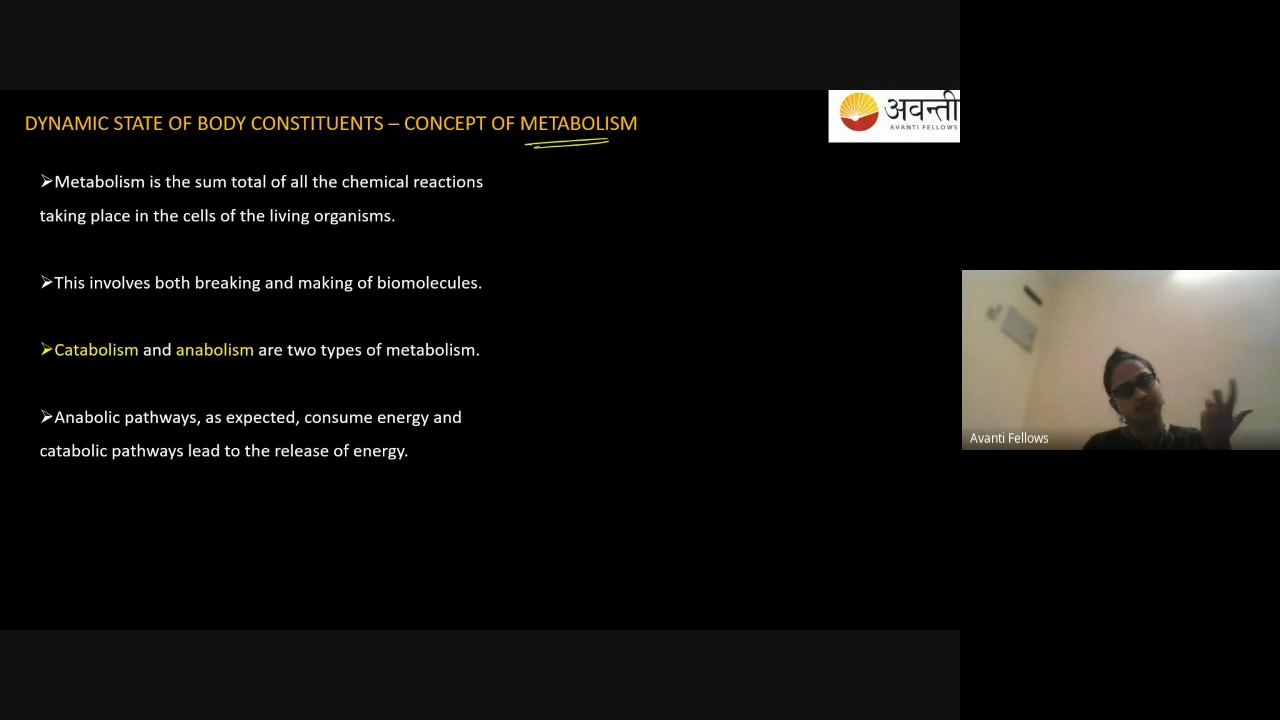 DYNAMIC STATE OF BODY CONSTITUENTS – CONCEPT OF METABOLISM
अवन्ती
AVANTI FELLOWS
➢Metabolism is the sum total of all the chemical reactions
taking place in the cells of the living organisms.
➢This involves both breaking and making of biomolecules.
➢Catabolism and anabolism are two types of metabolism.
➢Anabolic pathways, as expected, consume energy and
catabolic pathways lead to the release of energy.
Avanti Fellows